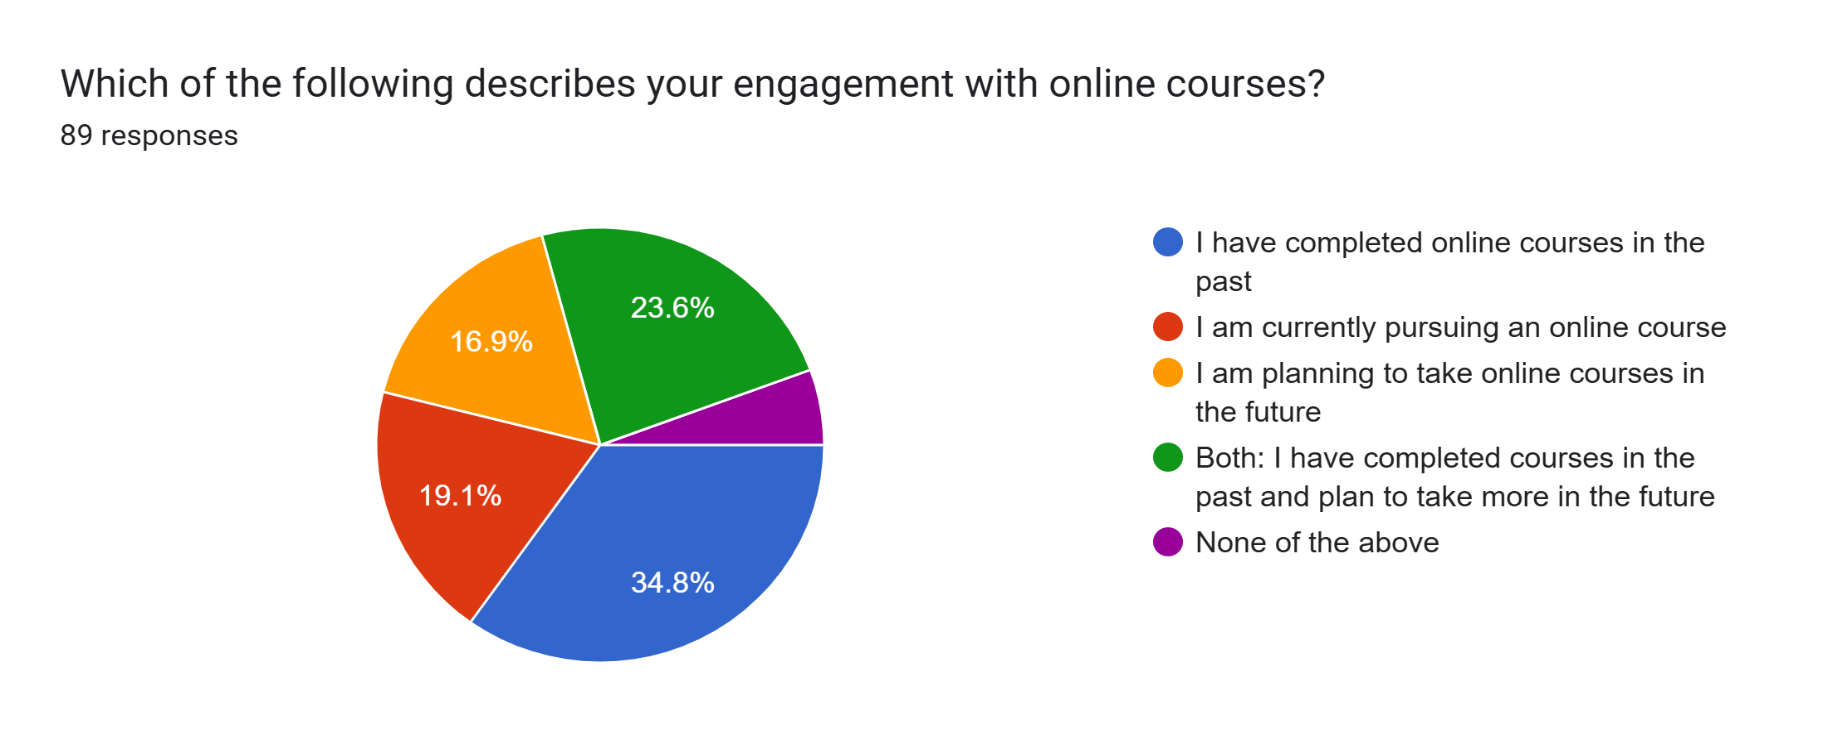 Which of the following describes your engagement with online courses?
89 responses
23.6%
16.9%
19.1%
34.8%
I have completed online courses in the
past
I am currently pursuing an online course
I am planning to take online courses in
the future
Both: I have completed courses in the
past and plan to take more in the future
None of the above